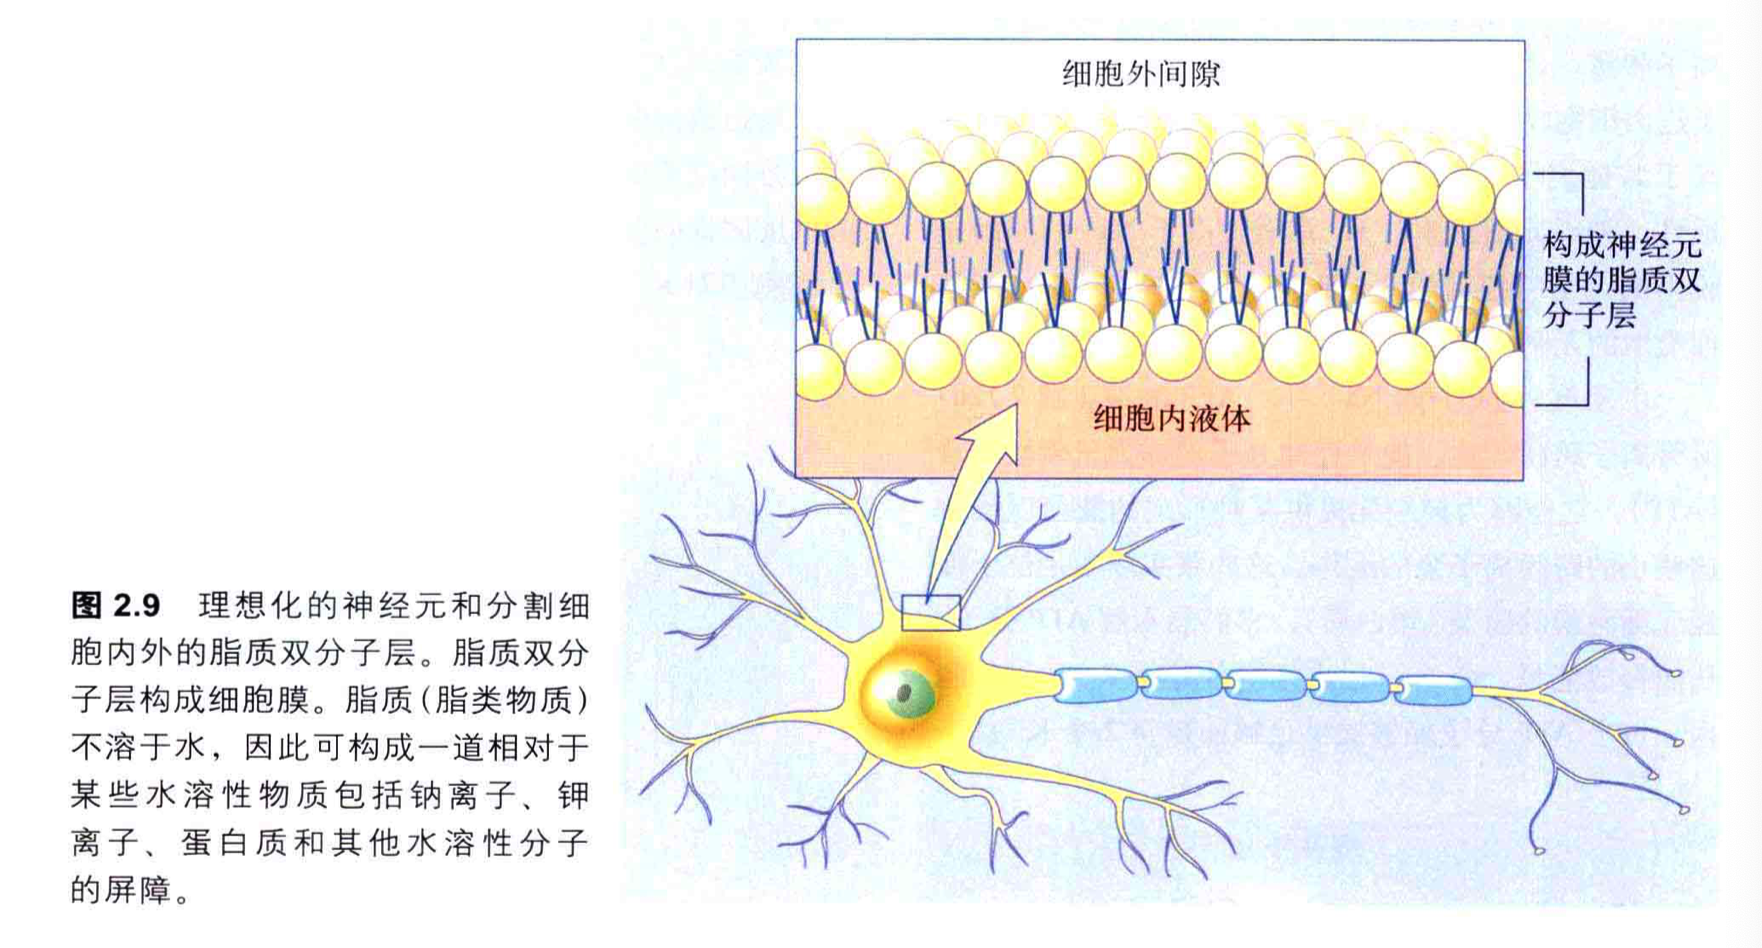 细胞外间隙
构成神经元
膜的脂质双
分子层
细胞内液体
图 2.9 理想化的神经元和分割细
胞内外的脂质双分子层。脂质双分
子层构成细胞膜。脂质(脂类物质)
不溶于水，因此可构成一道相对于
某些水溶性物质包括钠离子、钾
离子、蛋白质和其他水溶性分子
的屏障。